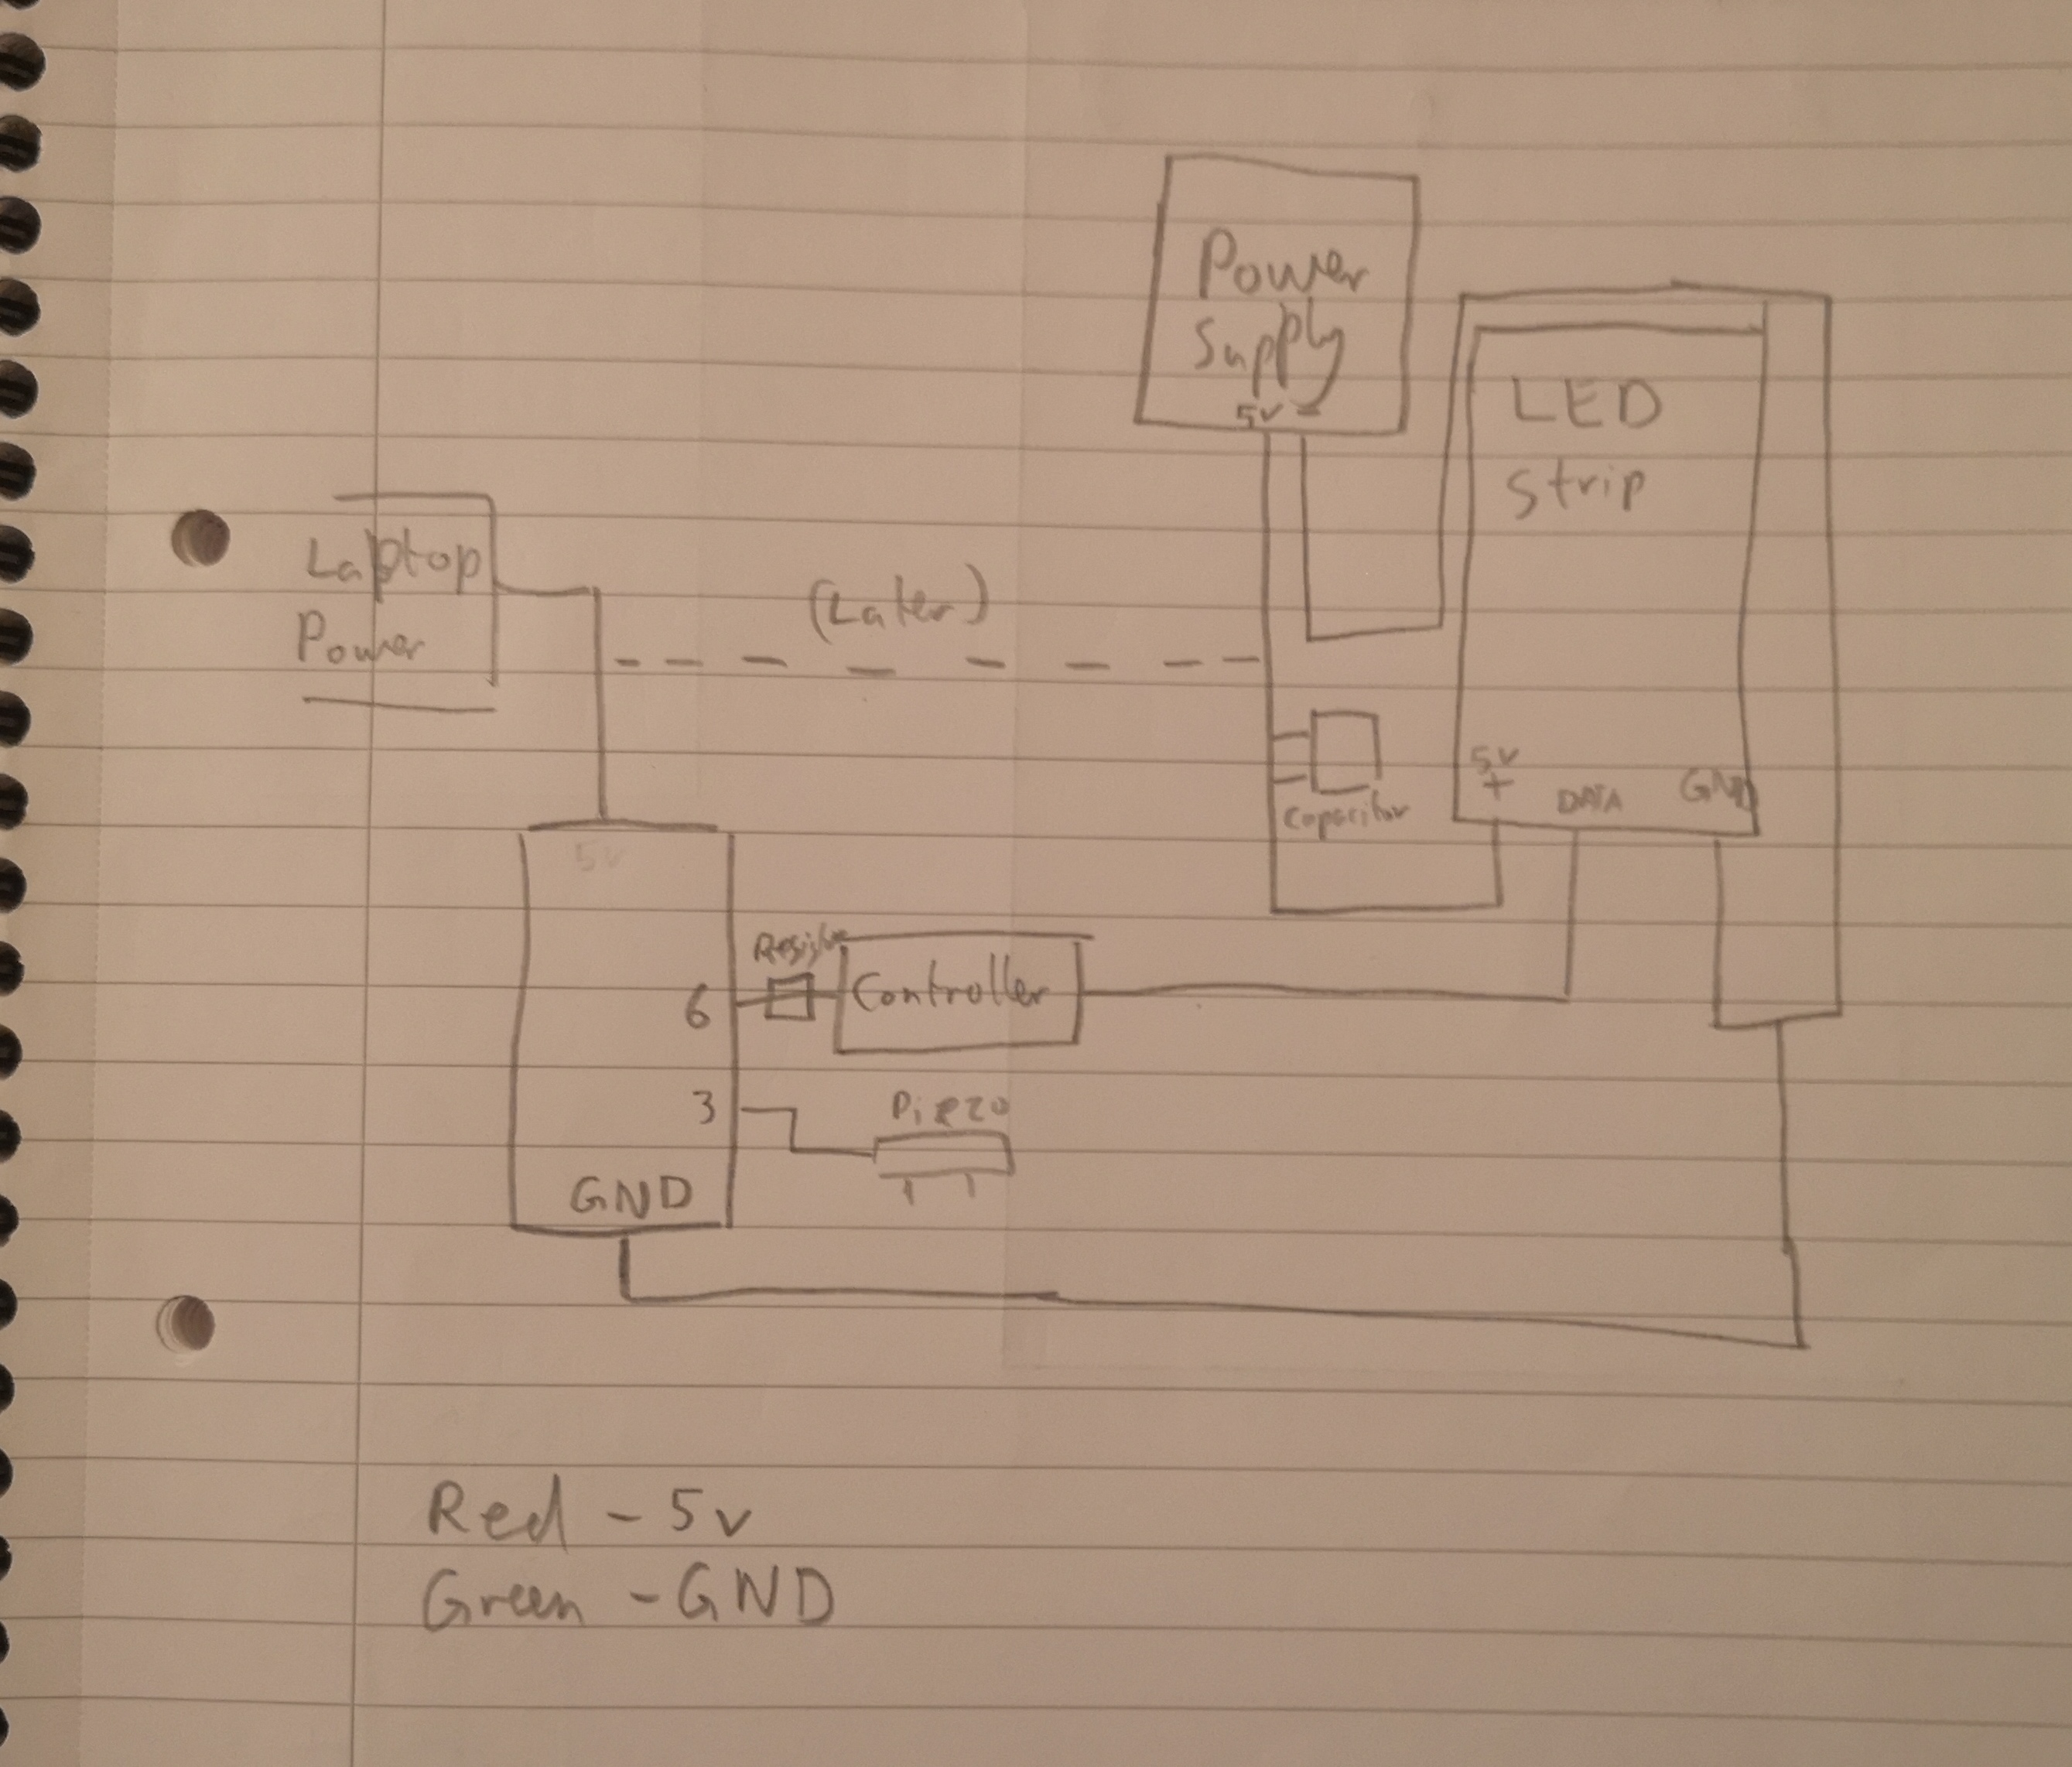 Power
Supply
5v -
LED
Strip
Laptop
Power
(Later)
5v
+
DATA
GND
Capacitor
5v
Resistor
6
Controller
3
Piezo
GND
Red - 5v
Green - GND